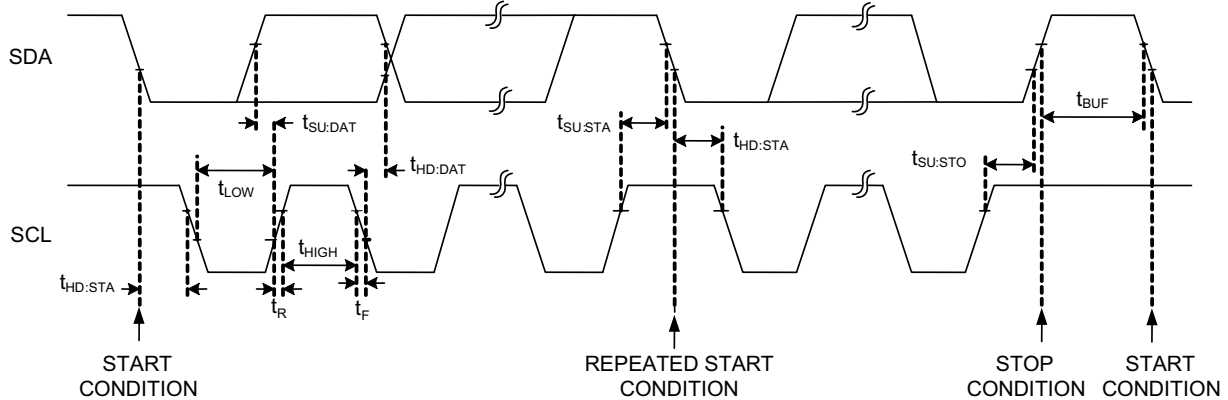 SDA
tSU:DAT
tHD:DAT
tSU:STA
tHD:STA
tBUF
tSU:STO
tLOW
SCL
tHIGH
tHD:STA
tR
tF
START
CONDITION
REPEATED START
CONDITION
STOP
CONDITION
START
CONDITION